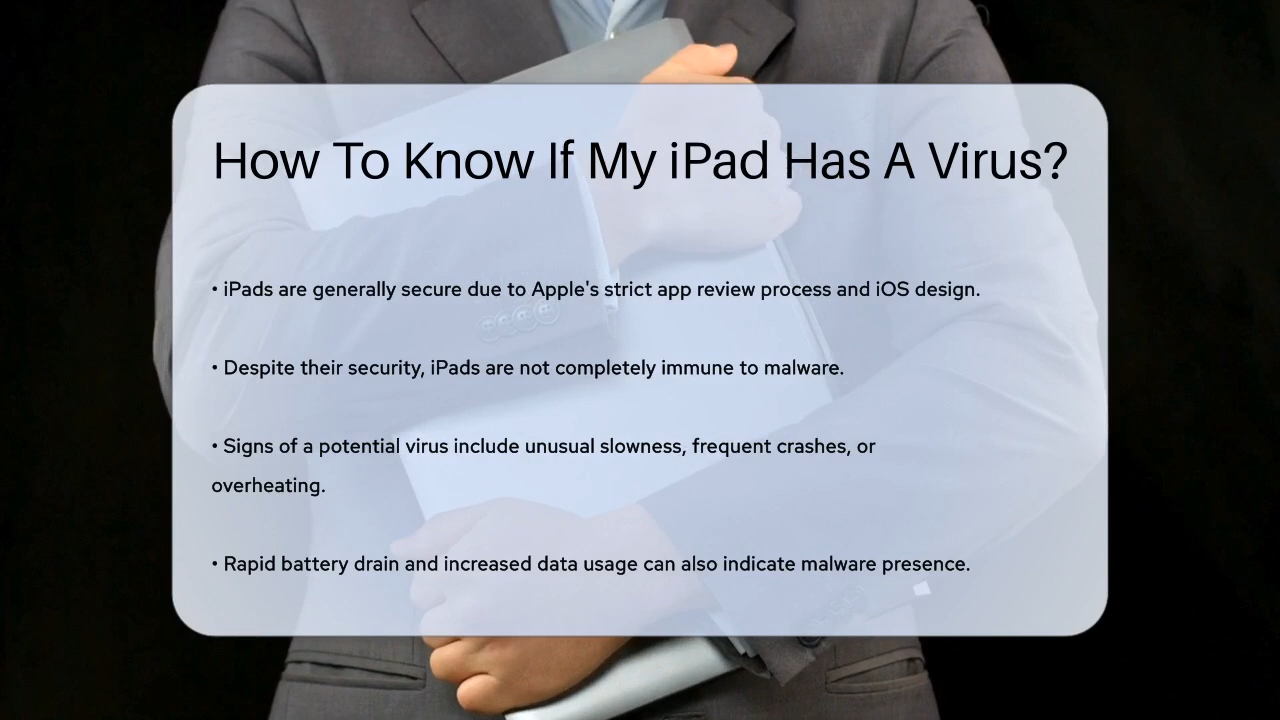 How To Know If My iPad Has A Virus?
• iPads are generally secure due to Apple's strict app review process and iOS design.
• Despite their security, iPads are not completely immune to malware.
• Signs of a potential virus include unusual slowness, frequent crashes, or
overheating.
• Rapid battery drain and increased data usage can also indicate malware presence.